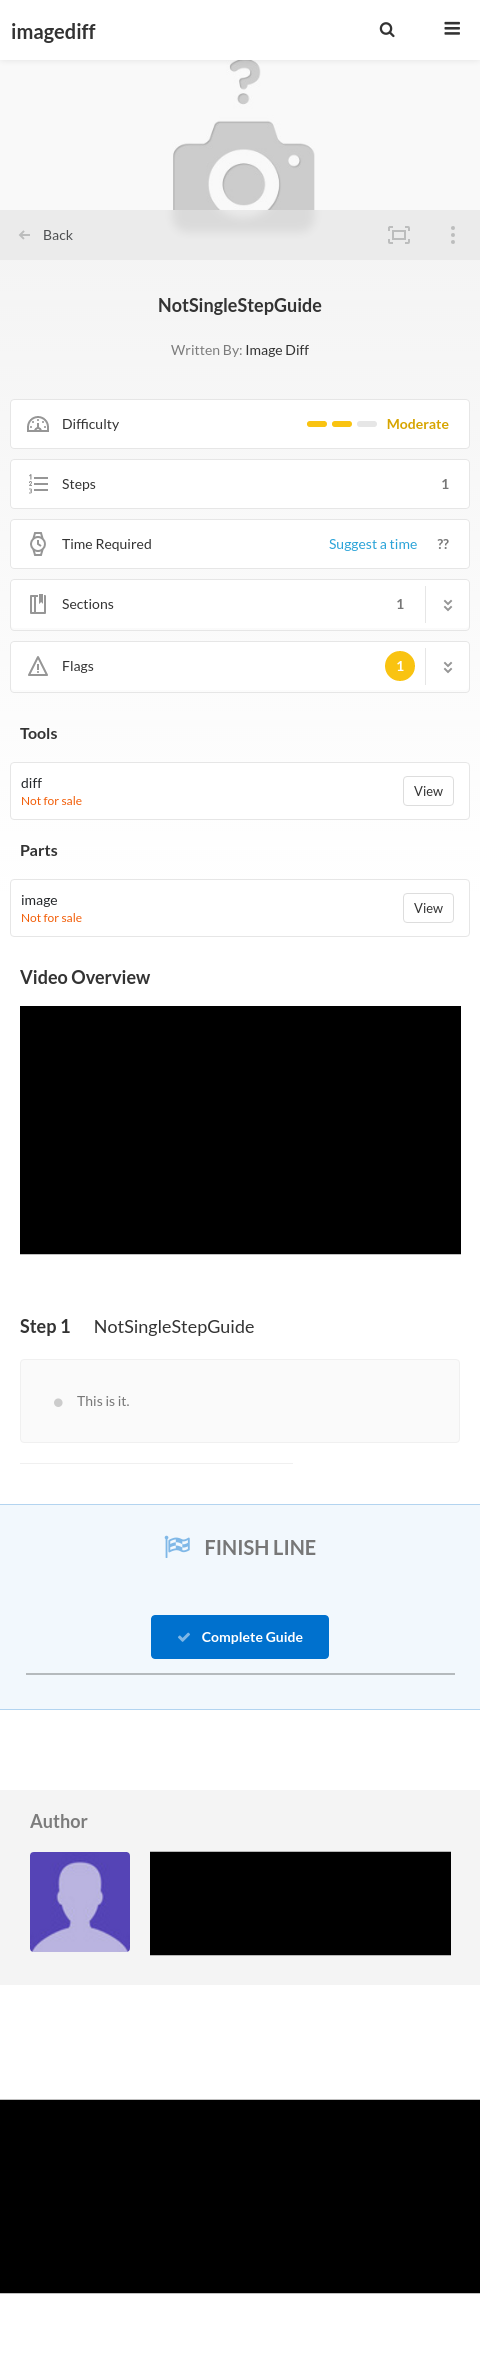 imagediff
?
Back
NotSingleStepGuide
Written By: Image Diff
Difficulty Moderate
Steps 1
Time Required Suggest a time ??
Sections 1
Flags 1
Tools
diff
Not for sale
View
Parts
image
Not for sale
View
Video Overview
Step 1 NotSingleStepGuide
This is it.
FINISH LINE
Complete Guide
Author